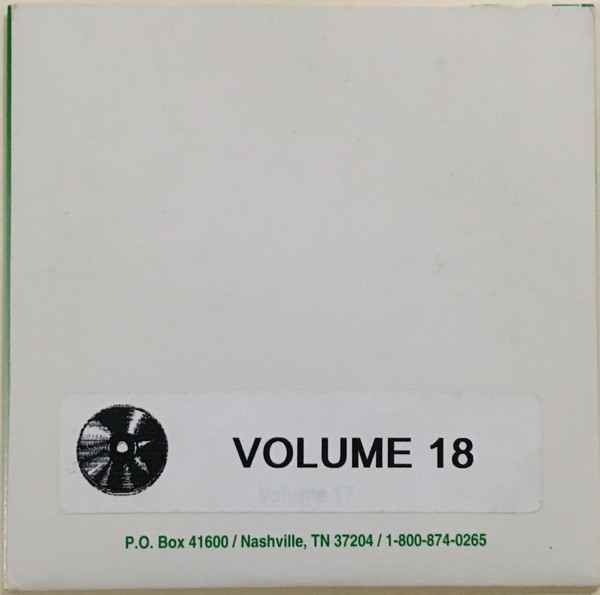 VOLUME 18
Volume 17
P.O. Box 41600 / Nashville, TN 37204 / 1-800-874-0265